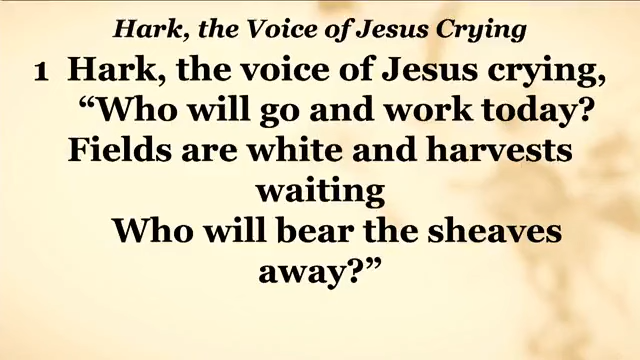 Hark, the Voice of Jesus Crying
1 Hark, the voice of Jesus crying,
“Who will go and work today?
Fields are white and harvests
waiting
Who will bear the sheaves
away?”